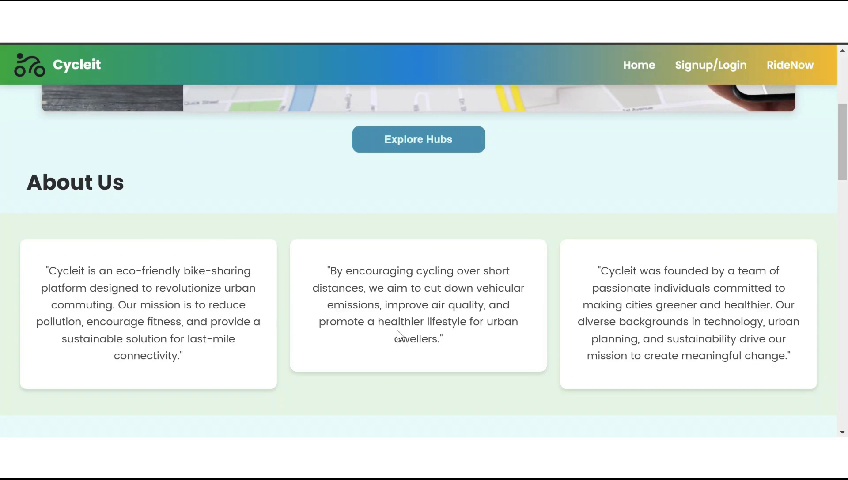 Cycleit
Home Signup/Login RideNow
Quick Street
Explore Hubs
About Us
"Cycleit is an eco-friendly bike-sharing
platform designed to revolutionize urban
commuting. Our mission is to reduce
pollution, encourage fitness, and provide a
sustainable solution for last-mile
connectivity."
"By encouraging cycling over short
distances, we aim to cut down vehicular
emissions, improve air quality, and
promote a healthier lifestyle for urban
dwellers."
"Cycleit was founded by a team of
passionate individuals committed to
making cities greener and healthier. Our
diverse backgrounds in technology, urban
planning, and sustainability drive our
mission to create meaningful change."